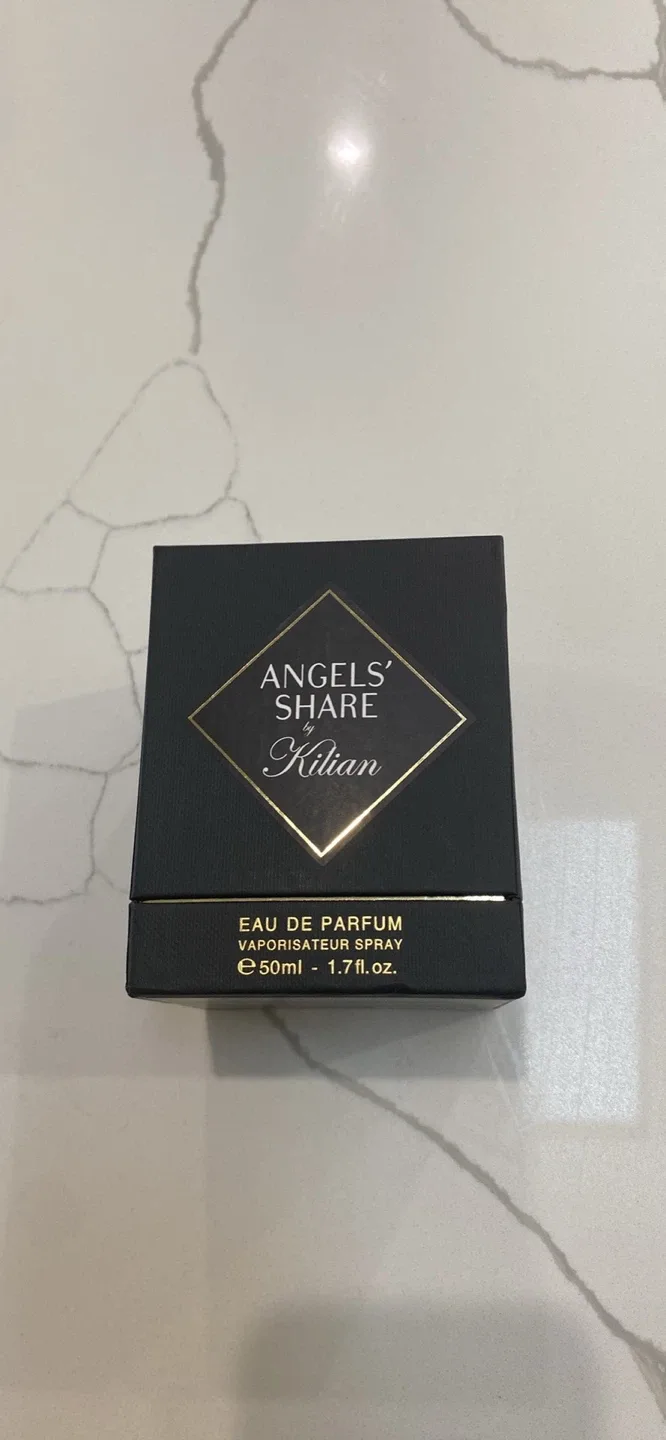 ANGELS’
SHARE
by
Kilian
EAU DE PARFUM
VAPORISATEUR SPRAY
℮50ml - 1.7fl.oz.